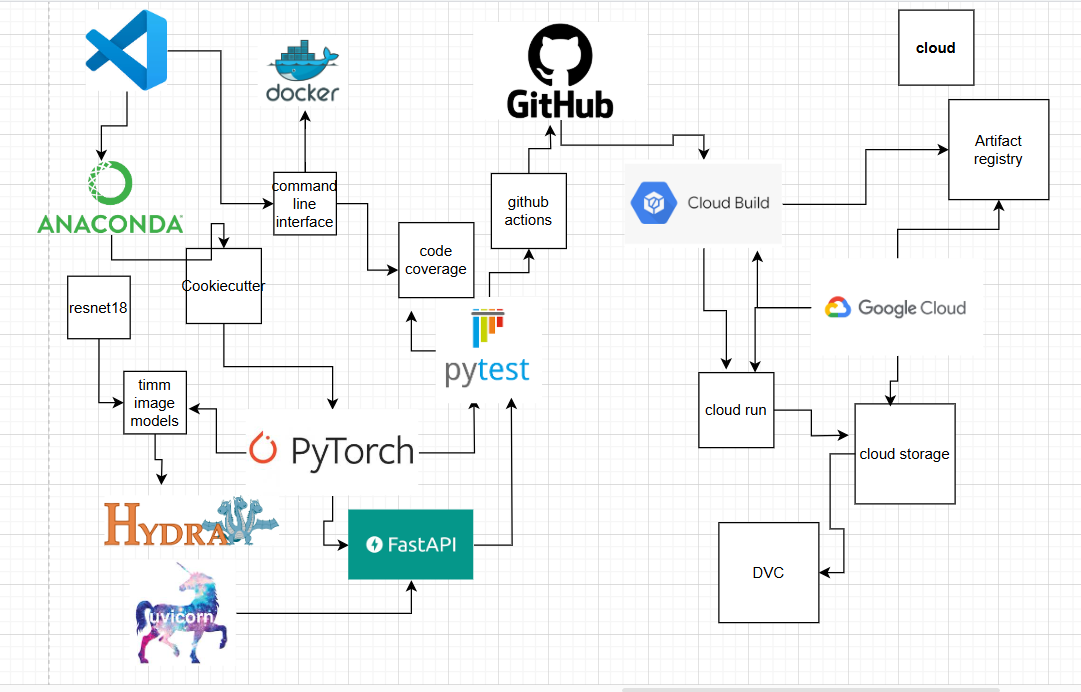 cloud
docker
GitHub
Artifact
registry
ANACONDA
command
line
interface
github
actions
Cloud Build
code
coverage
Cookiecutter
resnet18
Google Cloud
pytest
timm
image
models
cloud run
PyTorch
cloud storage
HYDRA
FastAPI
DVC
uvicorn